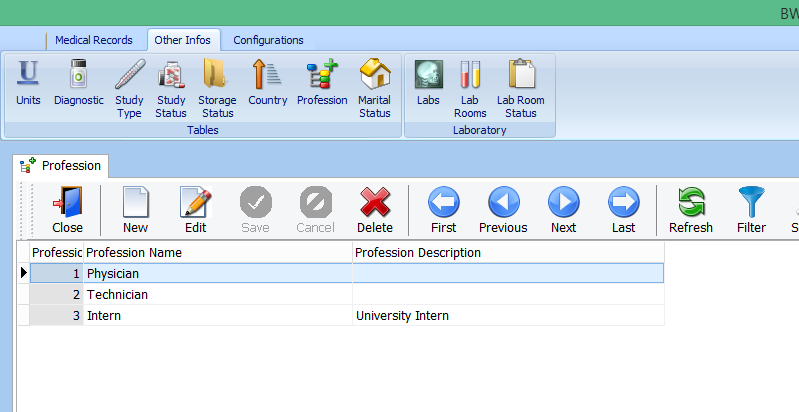 BW
Medical Records Other Infos Configurations
U
Units Diagnostic Study Type Study Status Storage Status Country Profession Marital Status Labs Lab Rooms Lab Room Status
Tables Laboratory
Profession
Close New Edit Save Cancel Delete First Previous Next Last Refresh Filter S
Professic Profession Name Profession Description
1 Physician
2 Technician
3 Intern University Intern